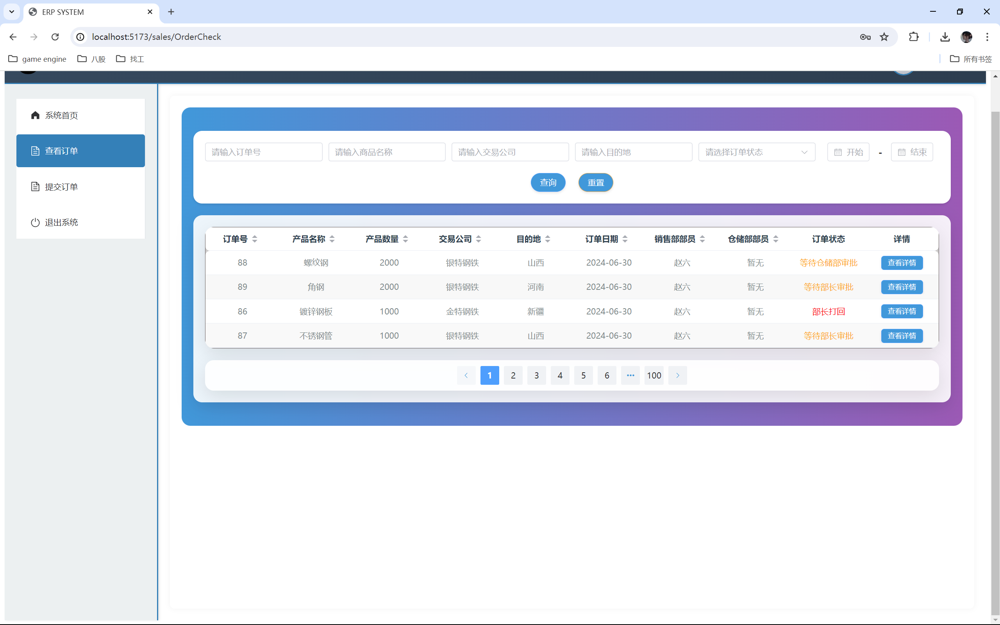 ERP SYSTEM
localhost:5173/sales/OrderCheck
game engine 八股 找工 所有书签
系统首页
查看订单
提交订单
退出系统
请输入订单号 请输入商品名称 请输入交易公司 请输入目的地 请选择订单状态 开始 - 结束
查询 重置
订单号 产品名称 产品数量 交易公司 目的地 订单日期 销售部部员 仓储部部员 订单状态 详情
88 螺纹钢 2000 银特钢铁 山西 2024-06-30 赵六 暂无 等待仓储部审批 查看详情
89 角钢 2000 银特钢铁 河南 2024-06-30 赵六 暂无 等待部长审批 查看详情
86 镀锌钢板 1000 金特钢铁 新疆 2024-06-30 赵六 暂无 部长打回 查看详情
87 不锈钢管 1000 银特钢铁 山西 2024-06-30 赵六 暂无 等待部长审批 查看详情
1 2 3 4 5 6 ••• 100